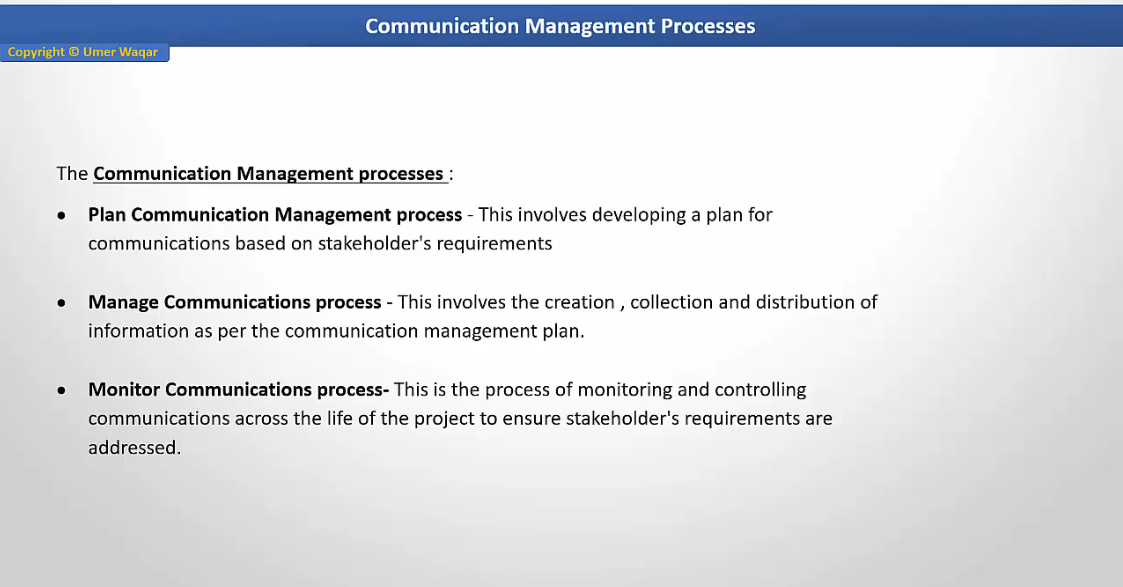 Communication Management Processes
Copyright © Umer Waqar
The Communication Management processes :
• Plan Communication Management process - This involves developing a plan for
communications based on stakeholder's requirements
• Manage Communications process - This involves the creation , collection and distribution of
information as per the communication management plan.
• Monitor Communications process- This is the process of monitoring and controlling
communications across the life of the project to ensure stakeholder's requirements are
addressed.